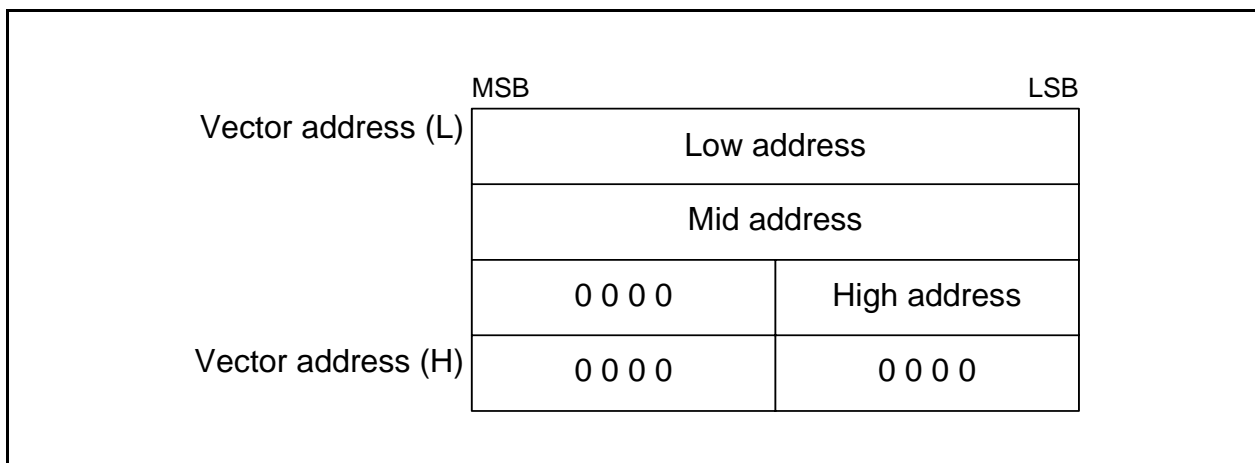 MSB LSB
Vector address (L) Low address
Mid address
0 0 0 0 High address
Vector address (H) 0 0 0 0 0 0 0 0